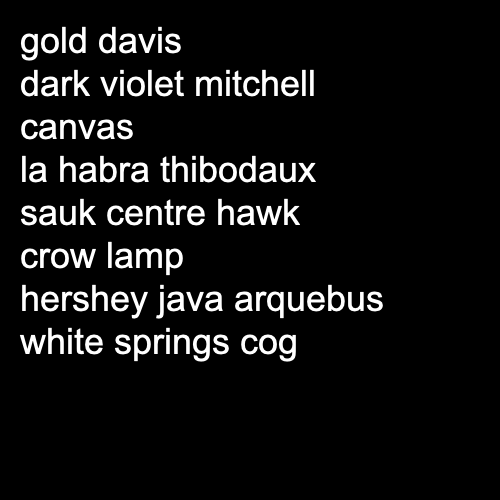 gold davis
dark violet mitchell
canvas
la habra thibodaux
sauk centre hawk
crow lamp
hershey java arquebus
white springs cog